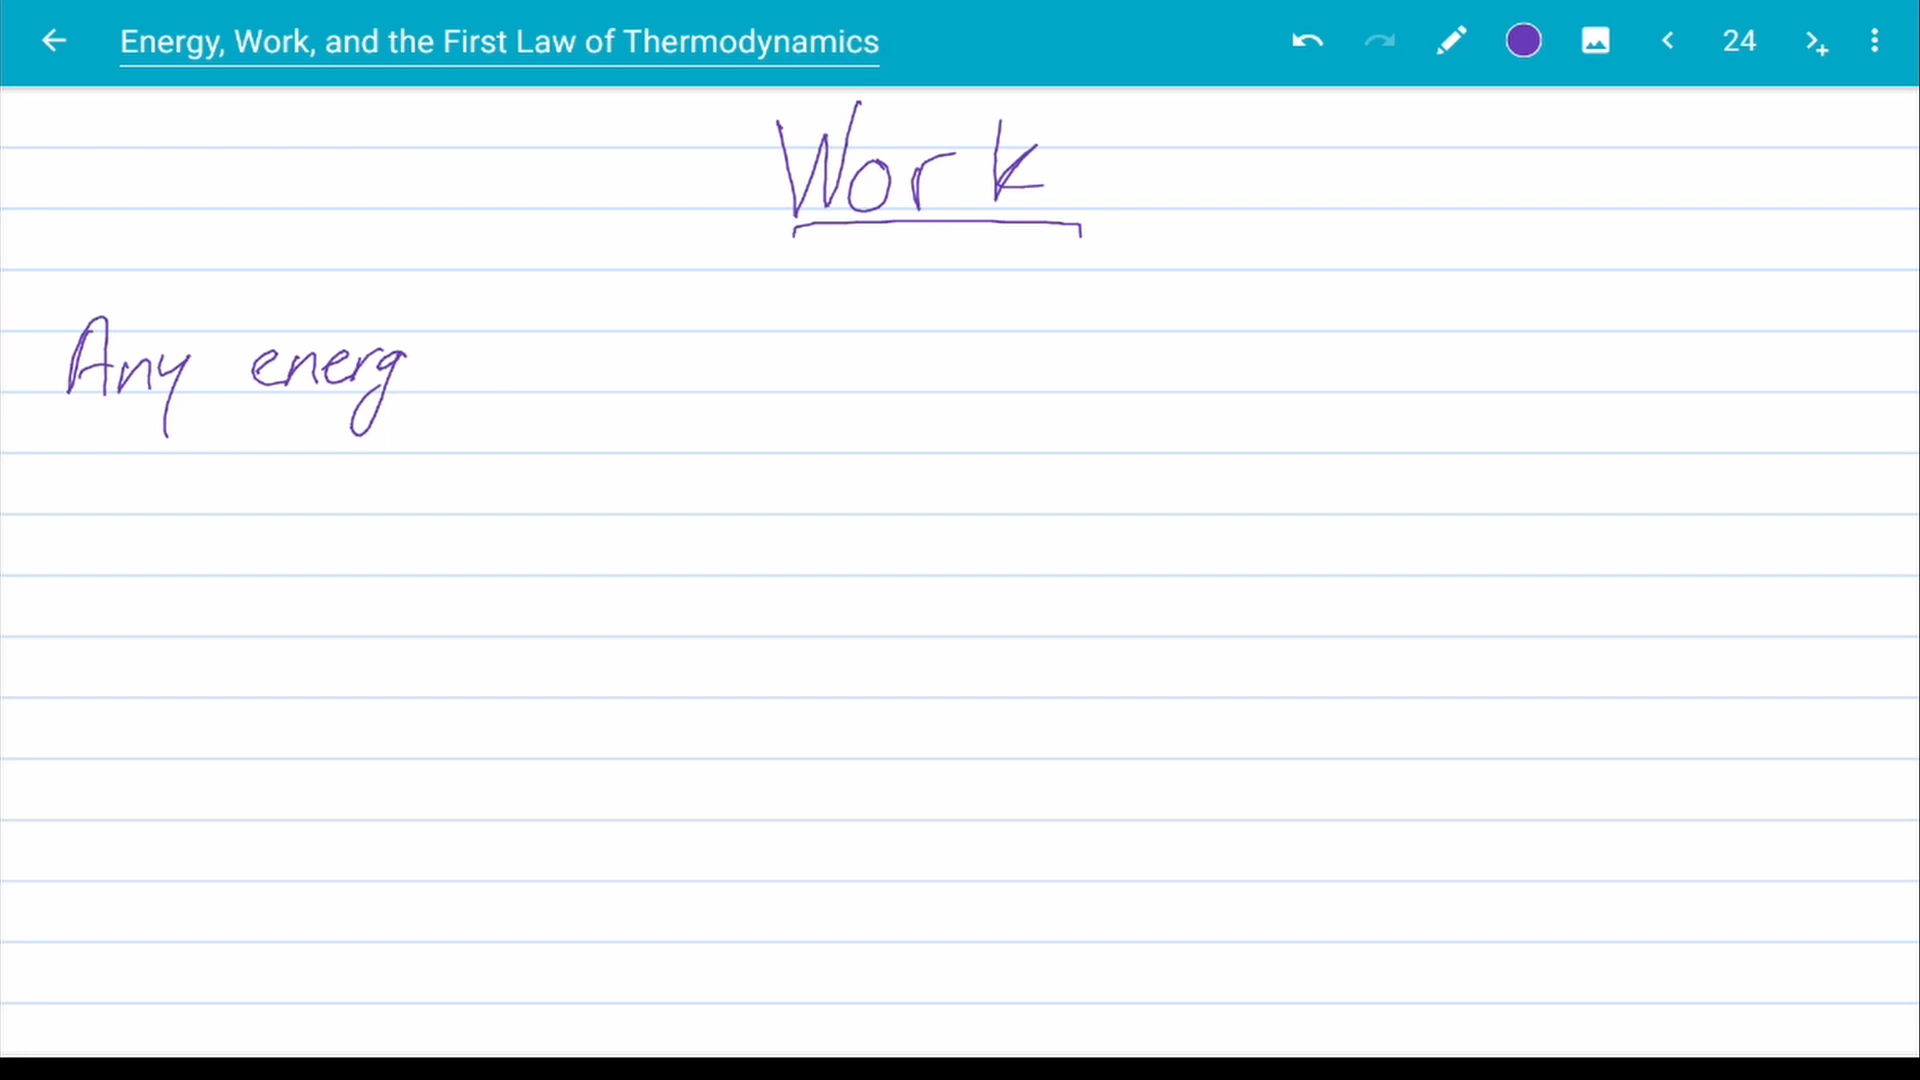 Energy, Work, and the First Law of Thermodynamics 24
Work
Any energ